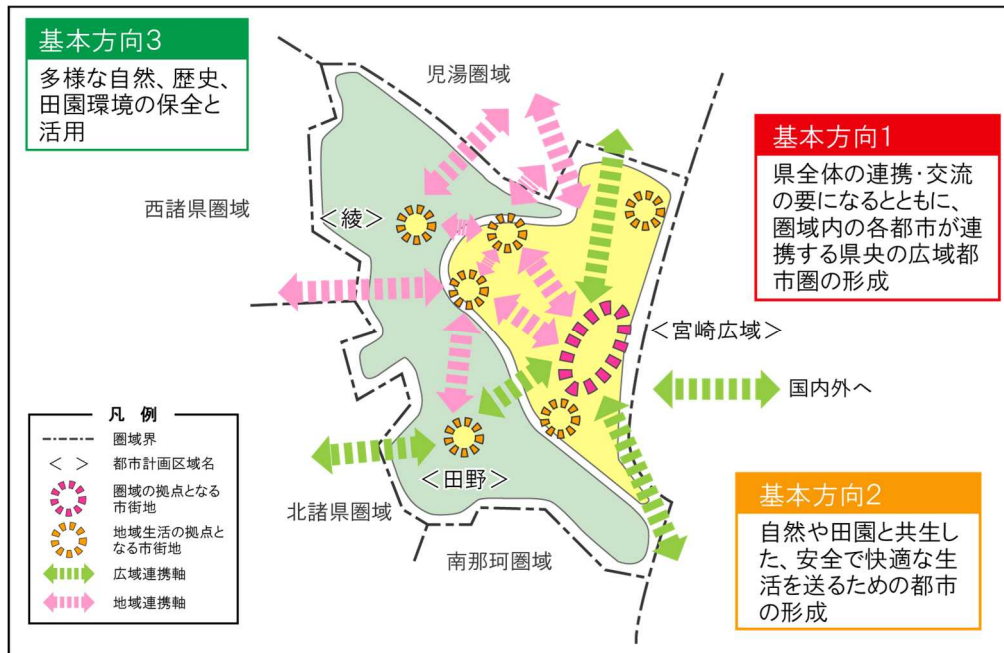 基本方向3
多様な自然、歴史、
田園環境の保全と
活用
児湯圏域
基本方向1
県全体の連携・交流
の要になるとともに、
圏域内の各都市が連
携する県央の広域都
市圏の形成
西諸県圏域
<綾>
<宮崎広域>
国内外へ
凡 例
圏域界
< > 都市計画区域名
圏域の拠点となる
市街地
地域生活の拠点と
なる市街地
広域連携軸
地域連携軸
<田野>
北諸県圏域
南那珂圏域
基本方向2
自然や田園と共生し
た、安全で快適な生
活を送るための都市
の形成